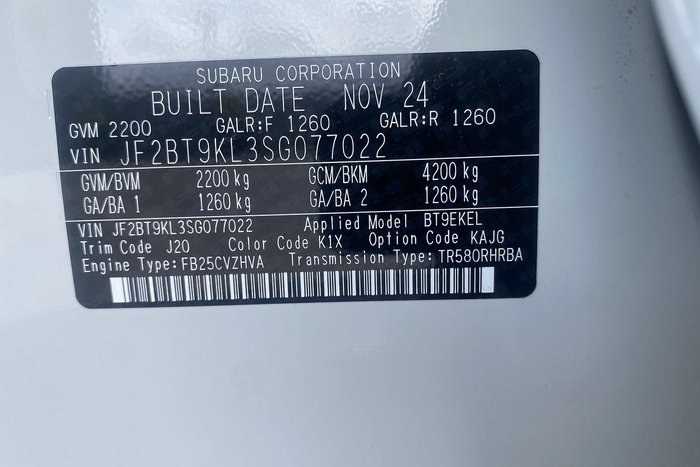 SUBARU CORPORATION
BUILT DATE NOV 24
GVM 2200 GALR:F 1260 GALR:R 1260
VIN JF2BT9KL3SG077022
GVM/BVM 2200 kg GCM/BKM 4200 kg
GA/BA 1 1260 kg GA/BA 2 1260 kg
VIN JF2BT9KL3SG077022 Applied Model BT9EKEL
Trim Code J20 Color Code K1X Option Code KAJG
Engine Type:FB25CVZHVA Transmission Type:TR580RHRBA